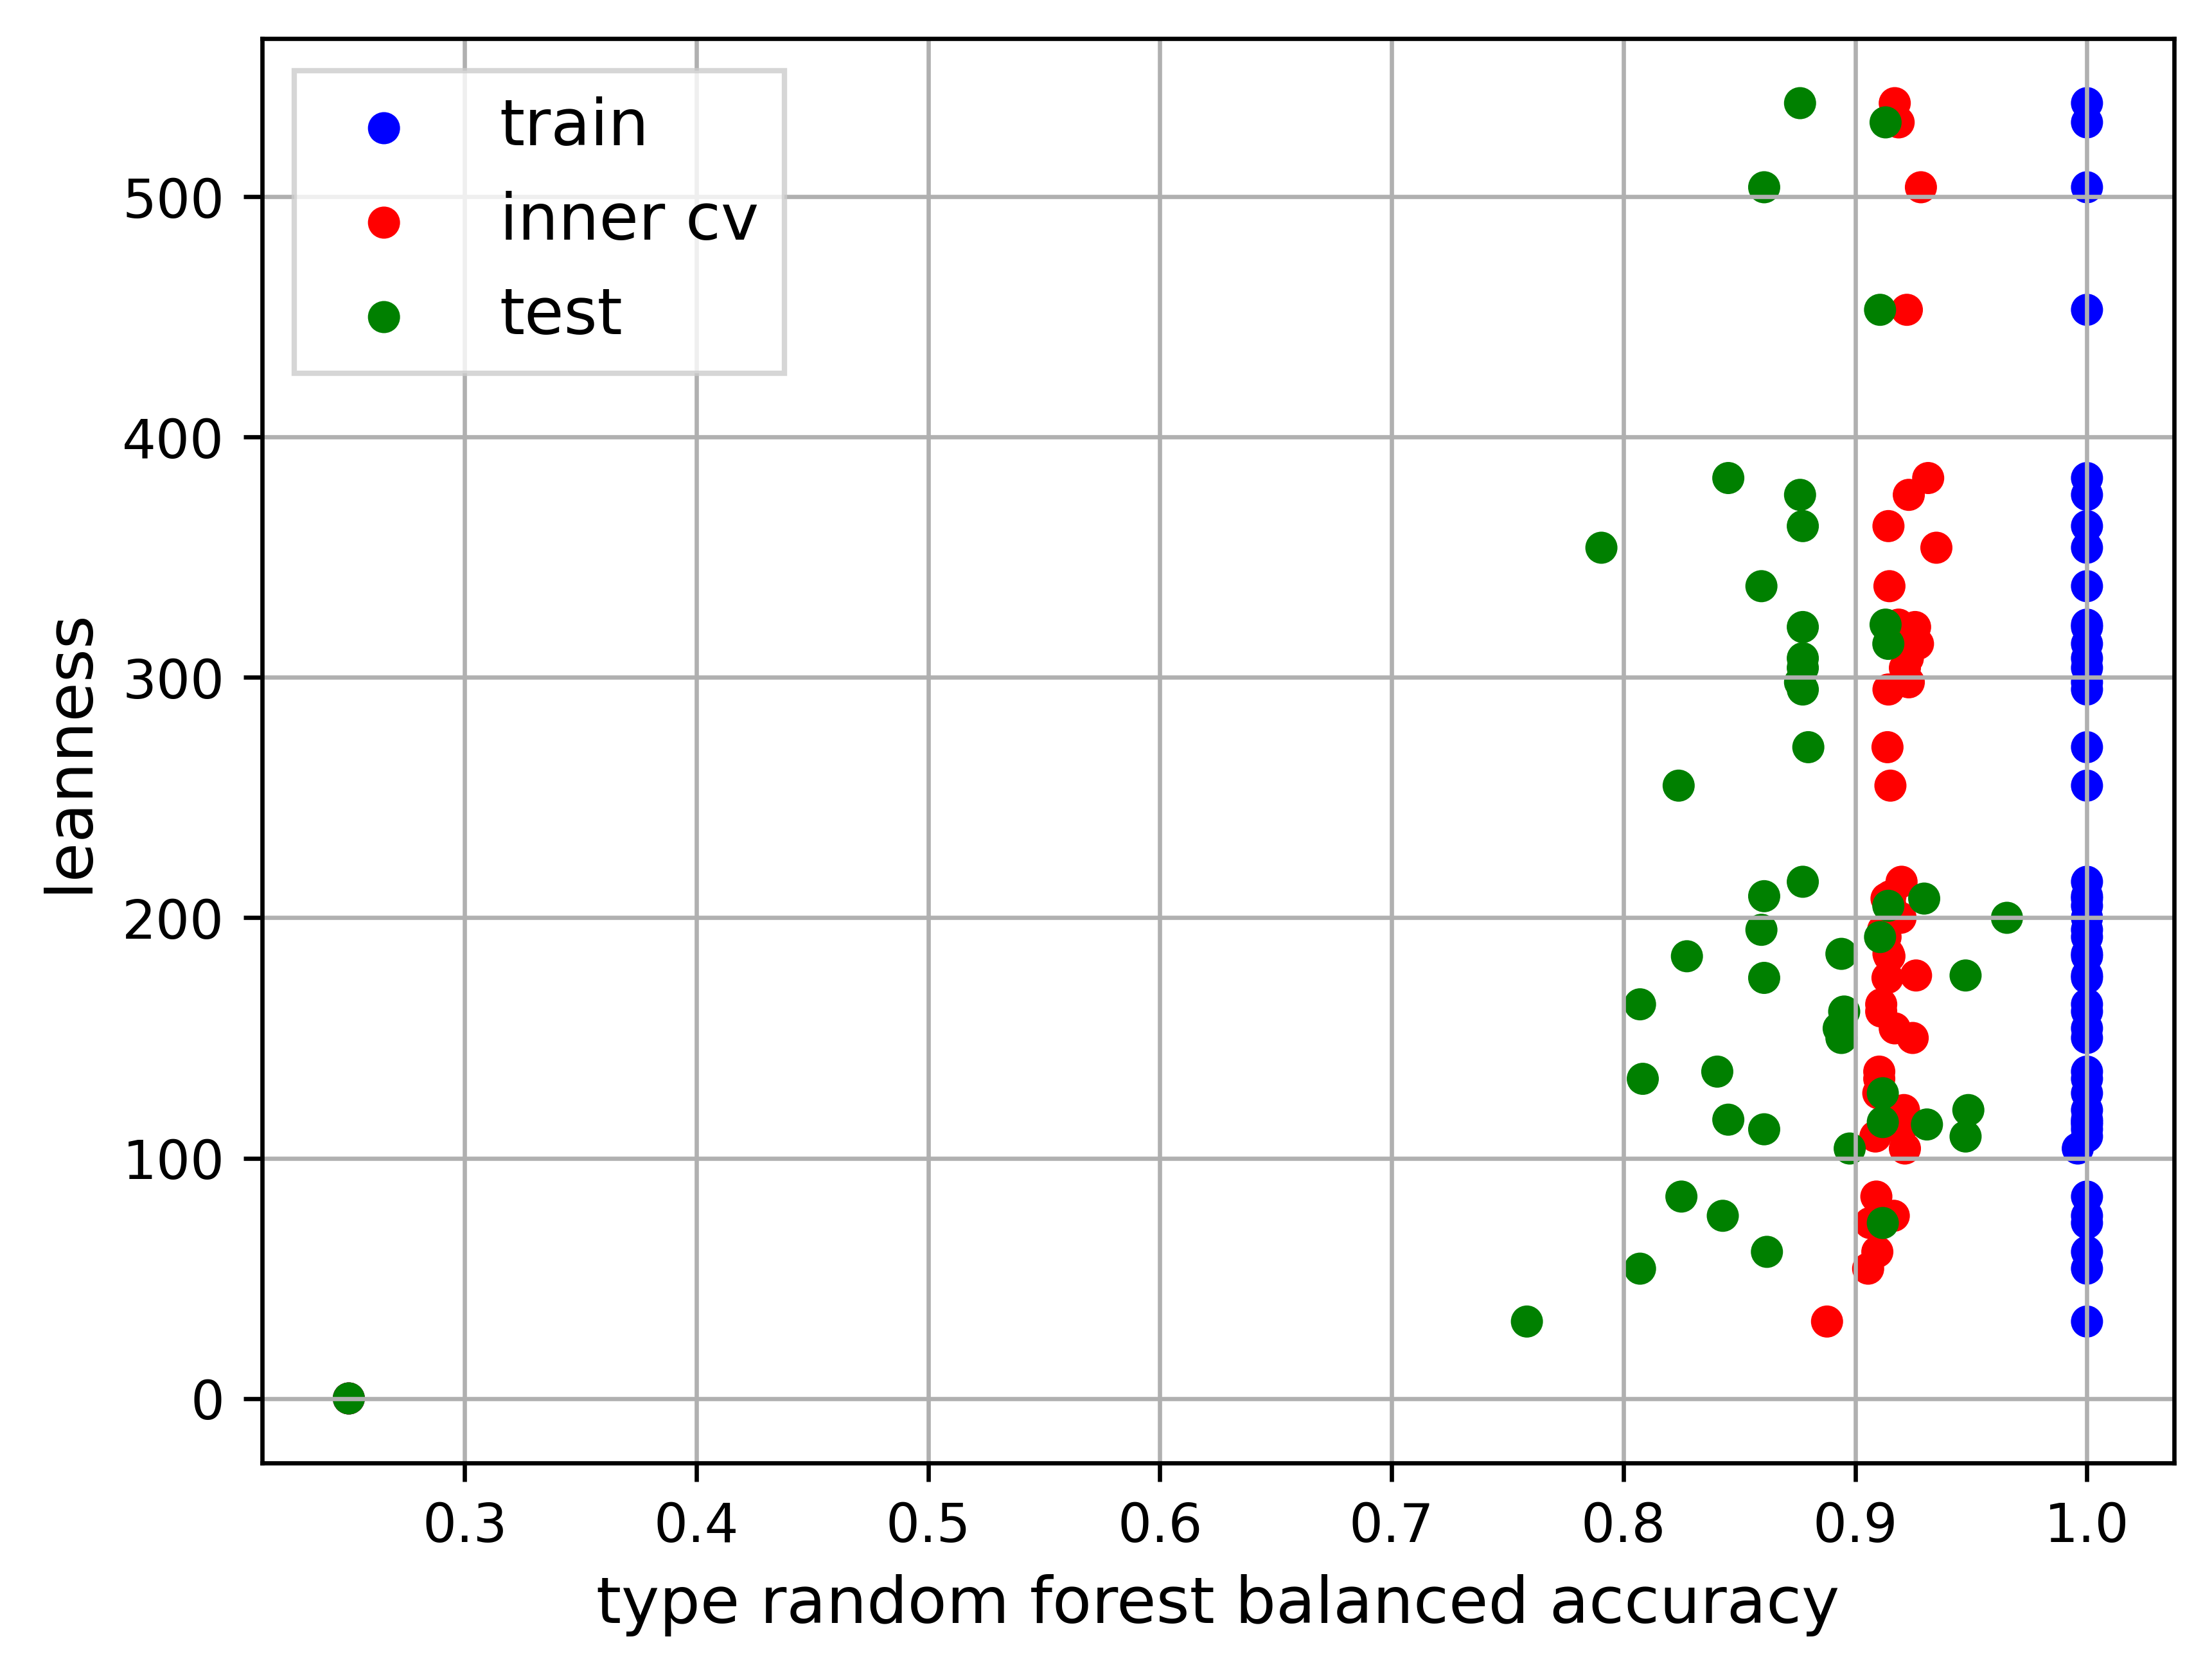 train
inner cv
test
500
400
300
200
100
0
leanness
0.3 0.4 0.5 0.6 0.7 0.8 0.9 1.0
type random forest balanced accuracy